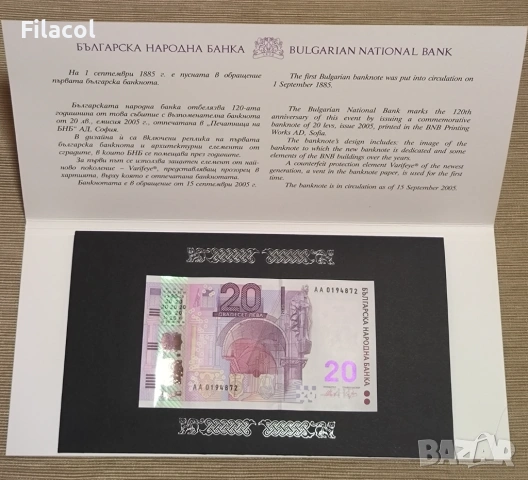 Filacol
БЪЛГАРСКА НАРОДНА БАНКА
BULGARIAN NATIONAL BANK
На 1 септември 1885 г. е пусната в обращение
първата българска банкнота.
Българската народна банка отбелязва 120-ата
годишнина от това събитие с възпоменателна банкнота
от 20 лв., емисия 2005 г., отпечатана в „Печатница на
БНБ" АД, София.
В дизайна ѝ са включени реплика на първата
българска банкнота и архитектурни елементи от
сградите, в които БНБ се помещава през годините.
За първи път се използва защитен елемент от най-
ново поколение – Varifeye®, представляващ прозорец в
хартията, върху която е отпечатана банкнотата.
Банкнотата е в обращение от 15 септември 2005 г.
The first Bulgarian banknote was put into circulation on
1 September 1885.
The Bulgarian National Bank marks the 120th
anniversary of this event by issuing a commemorative
banknote of 20 levs, issue 2005, printed in the BNB Printing
Works AD, Sofia.
The banknote's design includes: the image of the
banknote to which the new banknote is dedicated and some
elements of the BNB buildings over the years.
A counterfeit protection element Varifeye® of the newest
generation, a vent in the banknote paper, is used for the first
time.
The banknote is in circulation as of 15 September 2005.
20
ДВАДЕСЕТ ЛЕВА
АА 0194872
БЪЛГАРСКА НАРОДНА БАНКА
20
АА 0194872
BAZAR